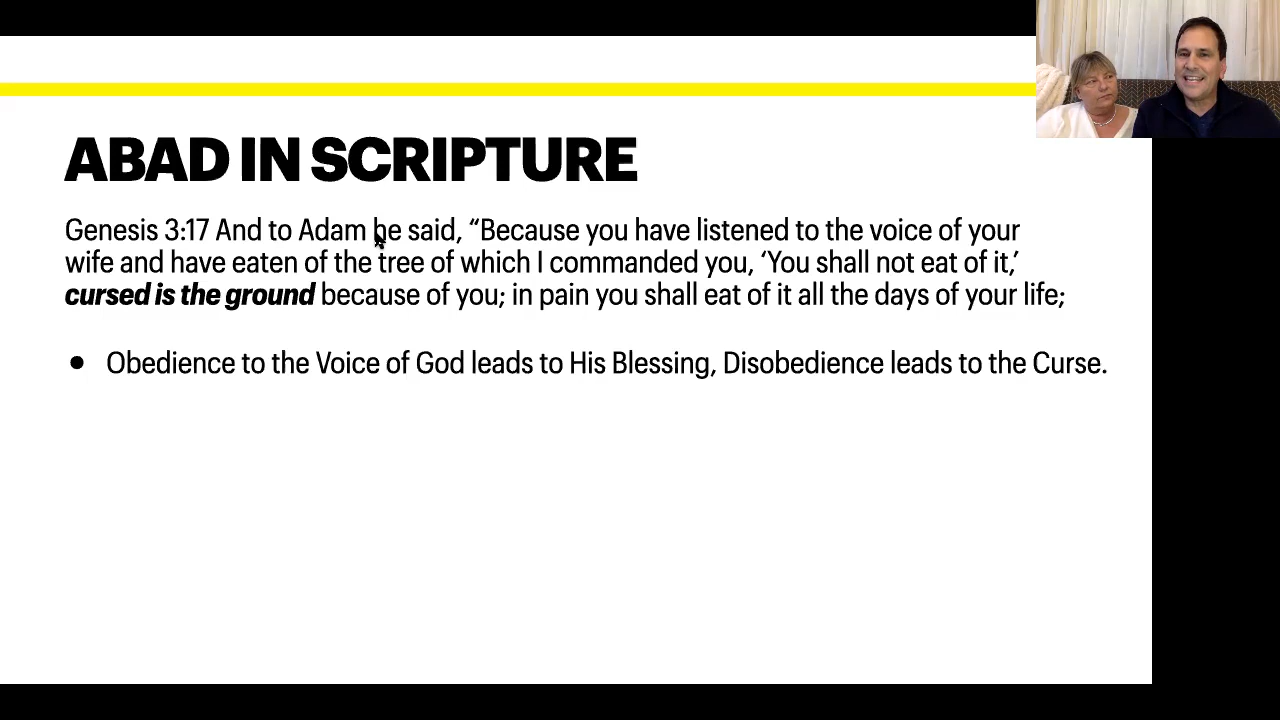 ABAD IN SCRIPTURE
Genesis 3:17 And to Adam he said, “Because you have listened to the voice of your
wife and have eaten of the tree of which I commanded you, ‘You shall not eat of it,’
cursed is the ground because of you; in pain you shall eat of it all the days of your life;
• Obedience to the Voice of God leads to His Blessing, Disobedience leads to the Curse.